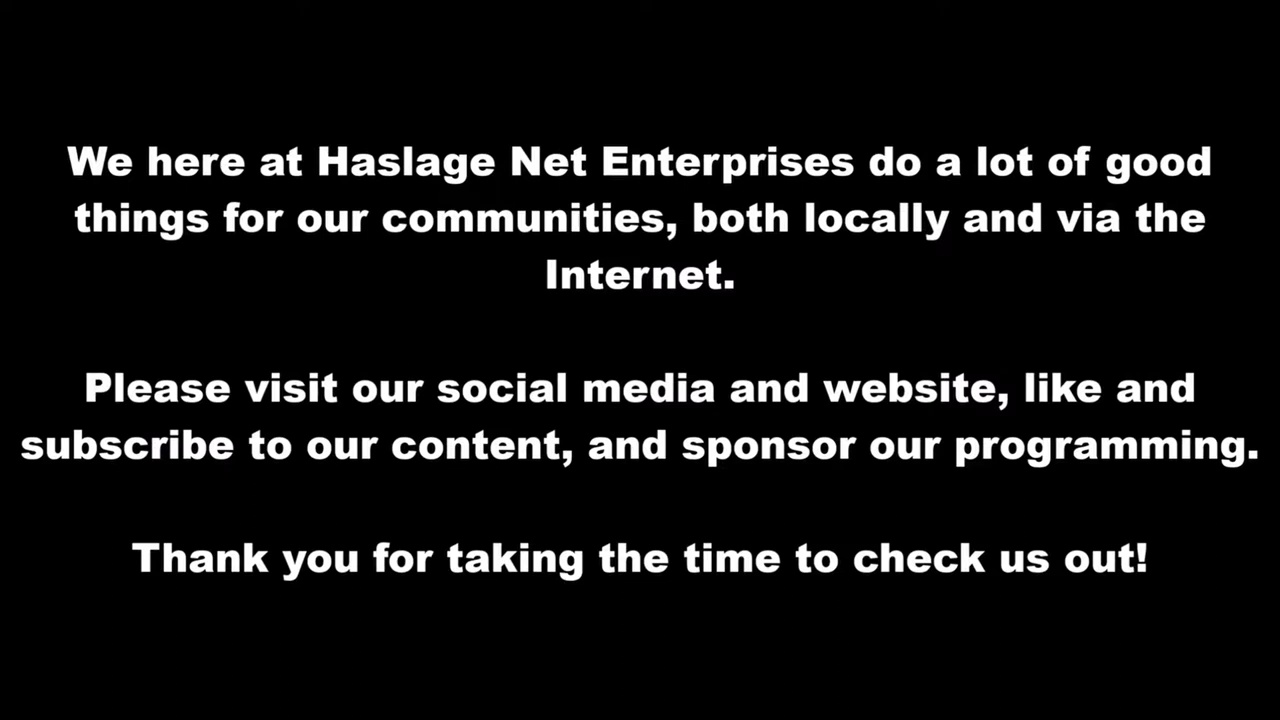 We here at Haslage Net Enterprises do a lot of good
things for our communities, both locally and via the
Internet.
Please visit our social media and website, like and
subscribe to our content, and sponsor our programming.
Thank you for taking the time to check us out!